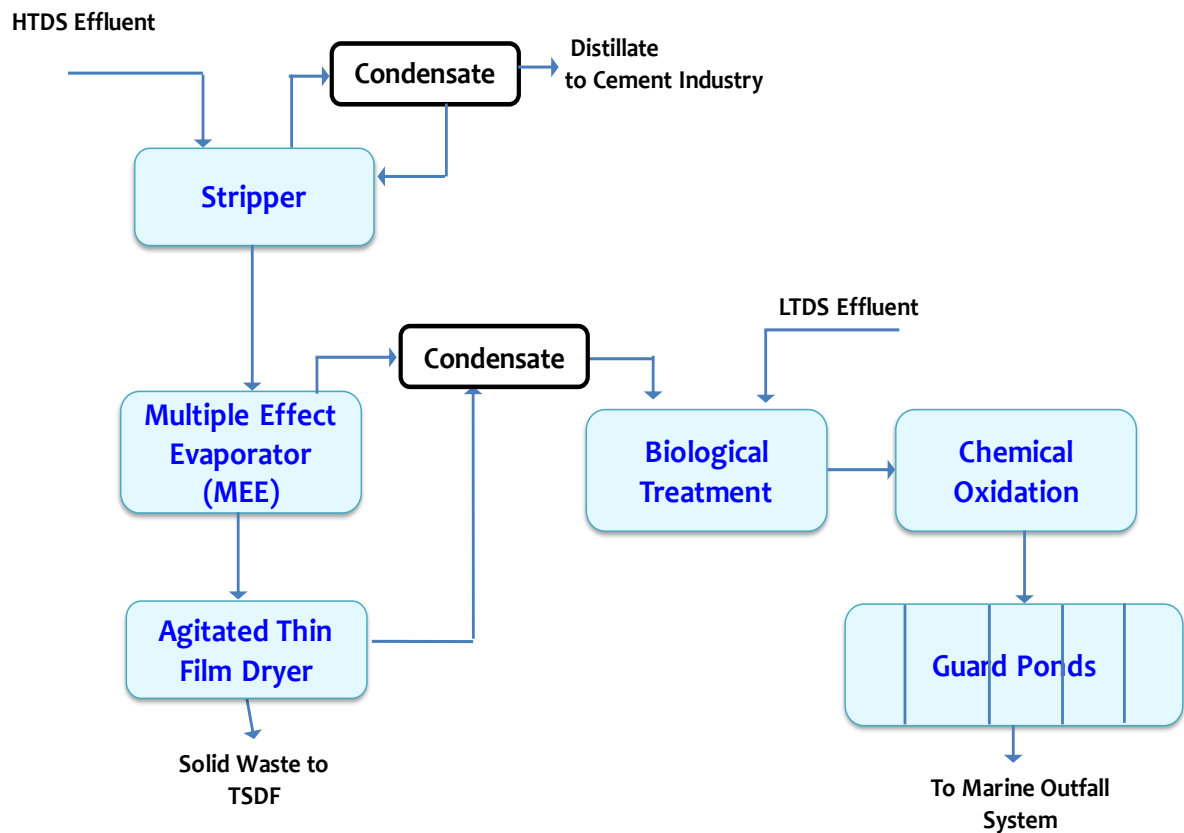 HTDS Effluent
Condensate
Distillate
to Cement Industry
Stripper
LTDS Effluent
Condensate
Multiple Effect
Evaporator
(MEE)
Biological
Treatment
Chemical
Oxidation
Agitated Thin
Film Dryer
Guard Ponds
Solid Waste to
TSDF
To Marine Outfall
System